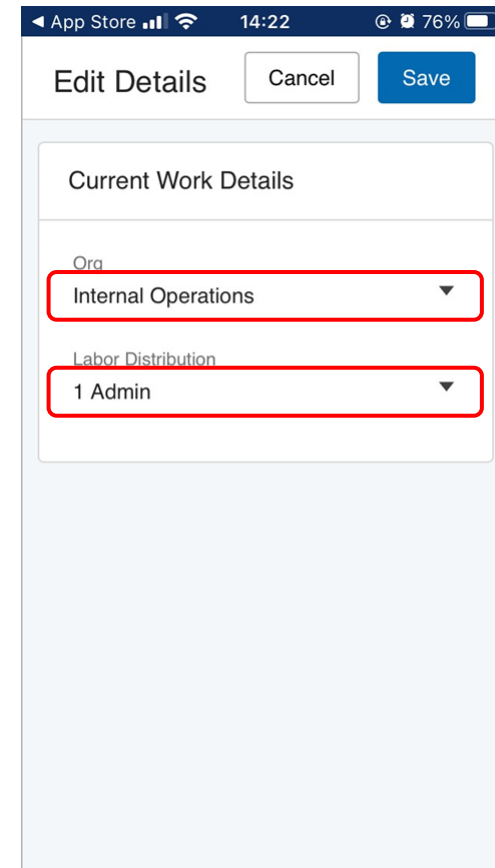 App Store 14:22 76%
Edit Details Cancel Save
Current Work Details
Org
Internal Operations
Labor Distribution
1 Admin